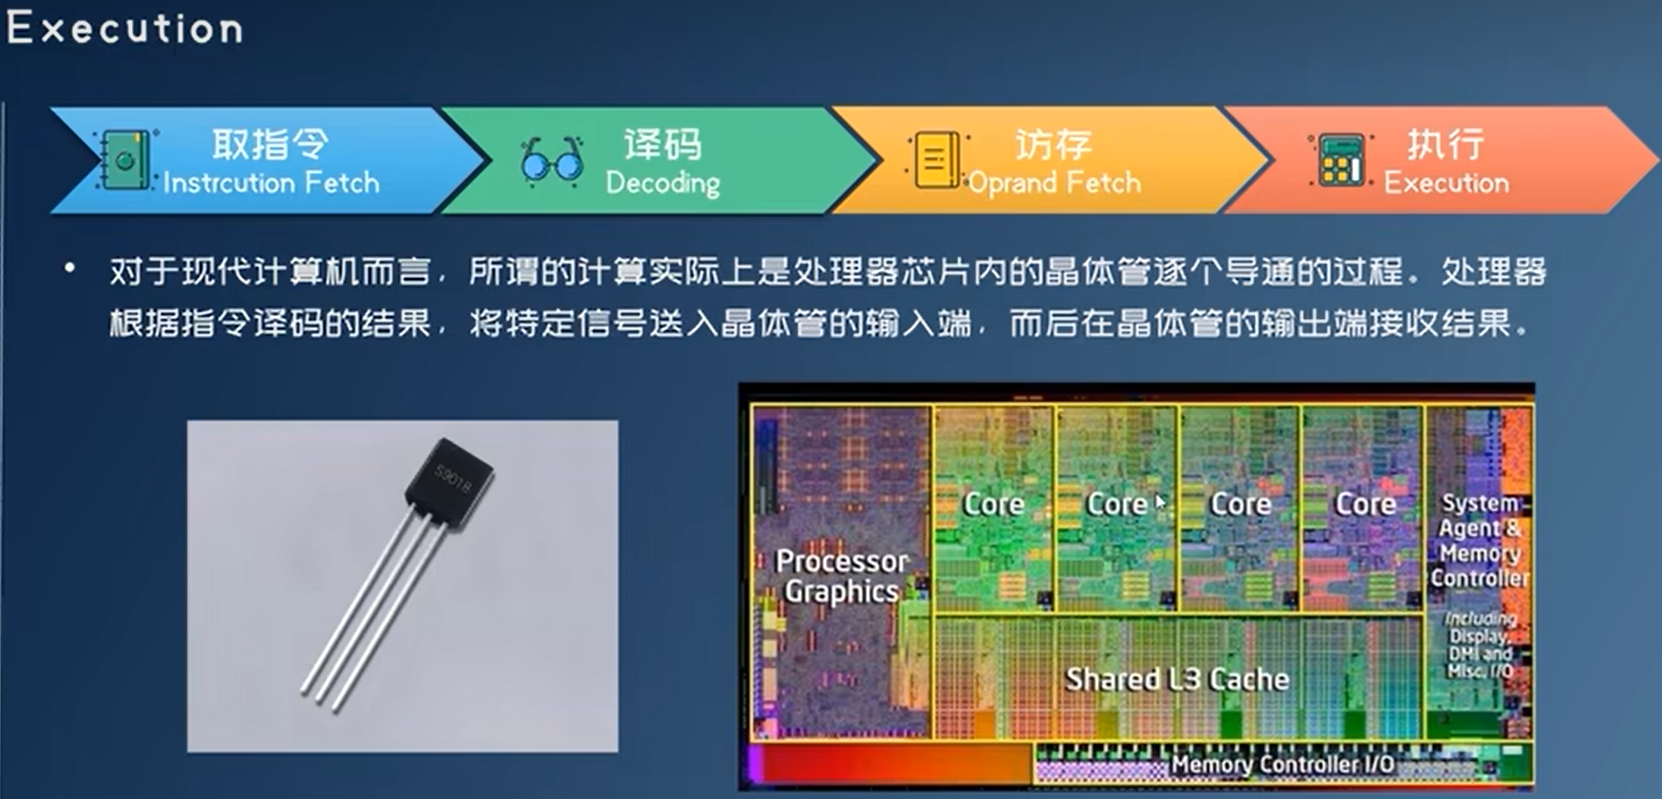 Execution
取指令
Instrcution Fetch
译码
Decoding
访存
Oprand Fetch
执行
Execution
• 对于现代计算机而言，所谓的计算实际上是处理器芯片内的晶体管逐个导通的过程。处理器
根据指令译码的结果，将特定信号送入晶体管的输入端，而后在晶体管的输出端接收结果。
S9018
Processor
Graphics
Core
Core
Core
Core
System
Agent &
Memory
Controller
Including
Display,
DMI and
Misc. I/O
Shared L3 Cache
Memory Controller I/O